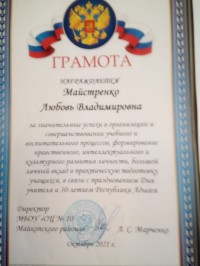 ГРАМОТА
НАГРАЖДАЕТСЯ
Майстренко
Любовь Владимировна
за значительные успехи в организации и
совершенствовании учебного и
воспитательного процессов, формирование
нравственного, интеллектуального и
культурного развития личности, большой
личный вклад в практическую подготовку
учащихся, в связи с празднованием Дня
учителя и 30-летием Республики Адыгея
Директор
МБОУ «ОЦ № 10
Майкопского района»
Октябрь 2021 г.